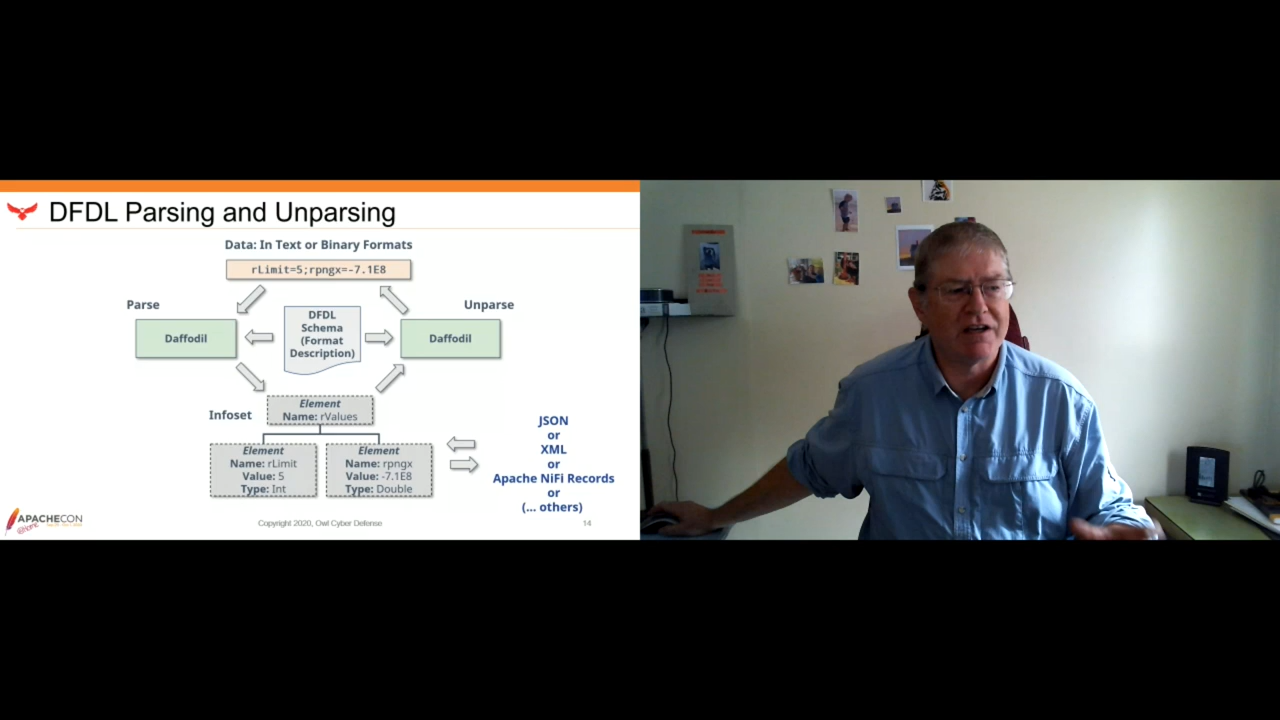 DFDL Parsing and Unparsing
Data: In Text or Binary Formats
rLimit=5;rpngx=-7.1E8
Parse
Unparse
Daffodil
DFDL
Schema
(Format
Description)
Daffodil
Infoset
Element
Name: rValues
Element
Name: rLimit
Value: 5
Type: Int
Element
Name: rpngx
Value: -7.1E8
Type: Double
JSON
or
XML
or
Apache NiFi Records
or
(... others)
APACHECON
@Home
Copyright 2020, Owl Cyber Defense
14